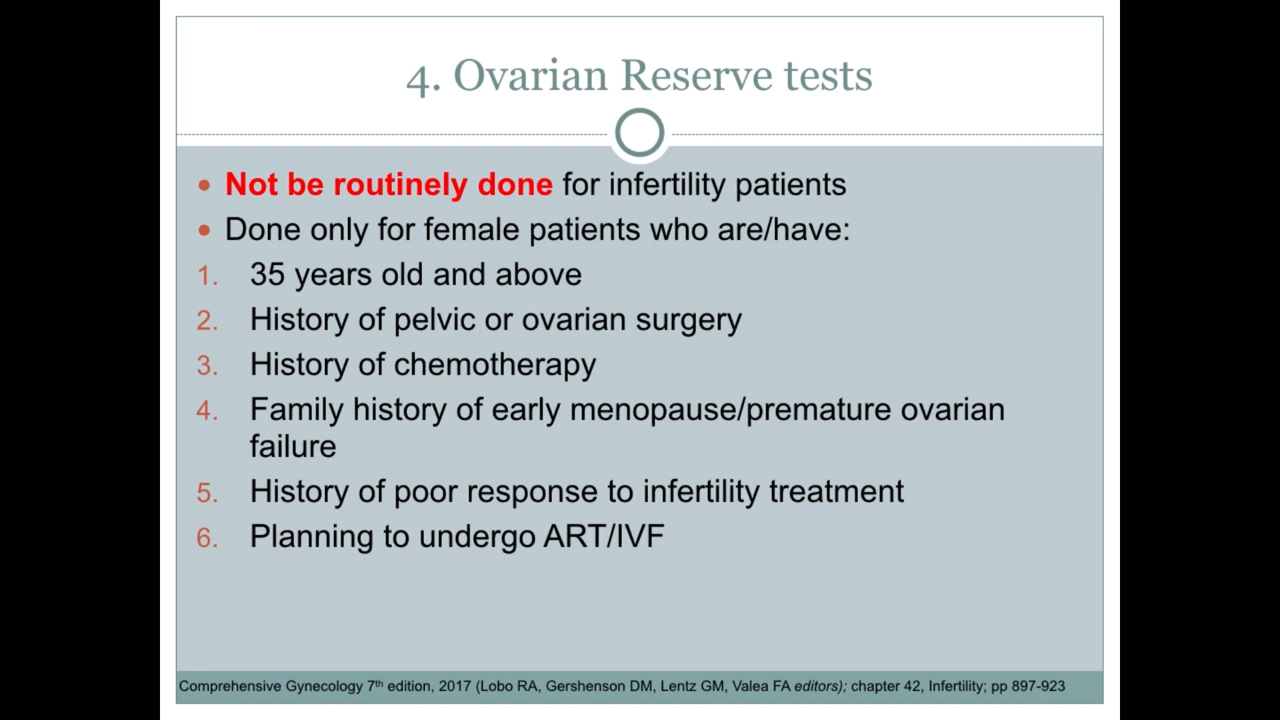 4. Ovarian Reserve tests
• Not be routinely done for infertility patients
• Done only for female patients who are/have:
1. 35 years old and above
2. History of pelvic or ovarian surgery
3. History of chemotherapy
4. Family history of early menopause/premature ovarian
failure
5. History of poor response to infertility treatment
6. Planning to undergo ART/IVF
Comprehensive Gynecology 7th edition, 2017 (Lobo RA, Gershenson DM, Lentz GM, Valea FA editors); chapter 42, Infertility; pp 897-923